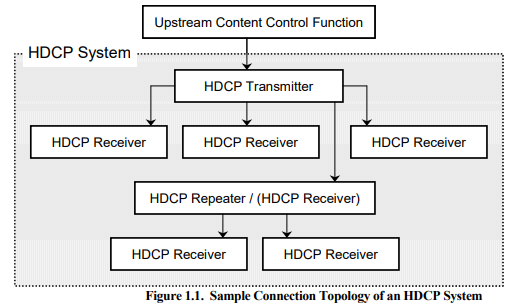 Upstream Content Control Function
HDCP System
HDCP Transmitter
HDCP Receiver
HDCP Receiver
HDCP Receiver
HDCP Repeater / (HDCP Receiver)
HDCP Receiver
HDCP Receiver
Figure 1.1. Sample Connection Topology of an HDCP System